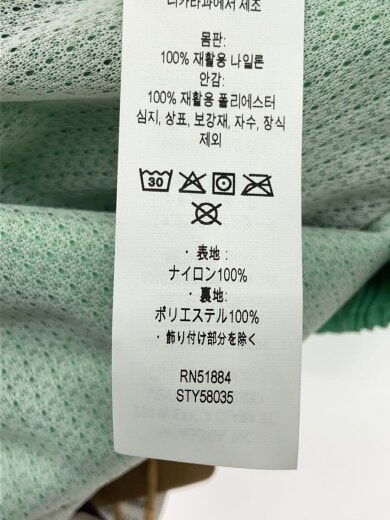 니카라과에서 제조
몸판:
100% 재활용 나일론
안감:
100% 재활용 폴리에스터
심지, 상표, 보강재, 자수, 장식
제외
30
・表地:
ナイロン100%
・裏地:
ポリエステル100%
・飾り付け部分を除く
RN51884
STY58035